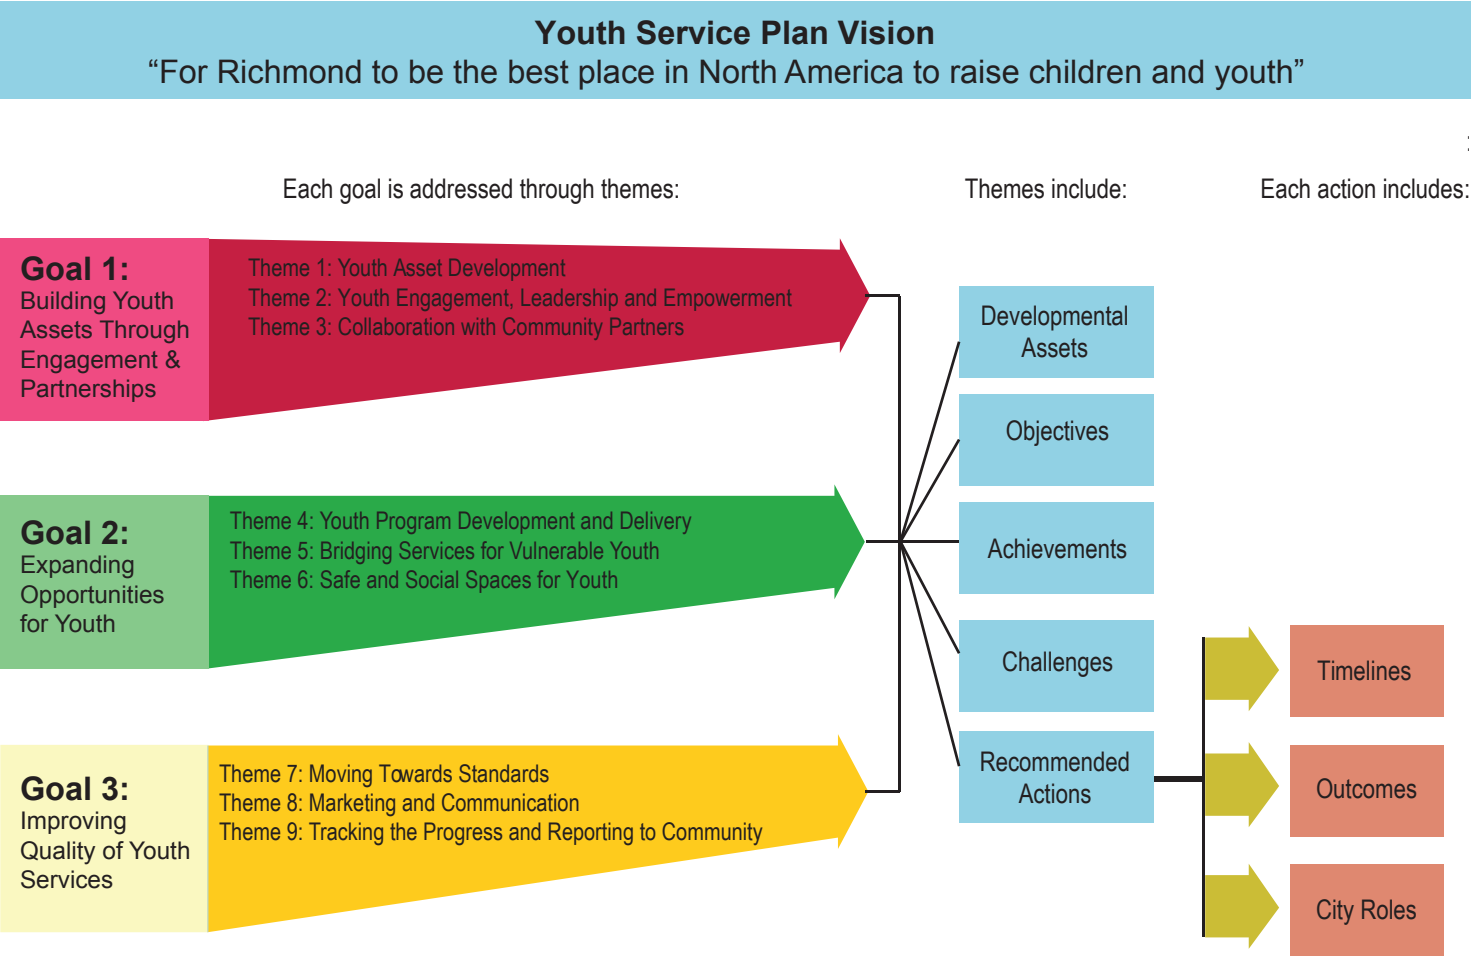 Youth Service Plan Vision
“For Richmond to be the best place in North America to raise children and youth”
Each goal is addressed through themes:
Themes include:
Each action includes:
Goal 1:
Building Youth
Assets Through
Engagement &
Partnerships
Theme 1: Youth Asset Development
Theme 2: Youth Engagement, Leadership and Empowerment
Theme 3: Collaboration with Community Partners
Goal 2:
Expanding
Opportunities
for Youth
Theme 4: Youth Program Development and Delivery
Theme 5: Bridging Services for Vulnerable Youth
Theme 6: Safe and Social Spaces for Youth
Goal 3:
Improving
Quality of Youth
Services
Theme 7: Moving Towards Standards
Theme 8: Marketing and Communication
Theme 9: Tracking the Progress and Reporting to Community
Developmental
Assets
Objectives
Achievements
Challenges
Recommended
Actions
Timelines
Outcomes
City Roles